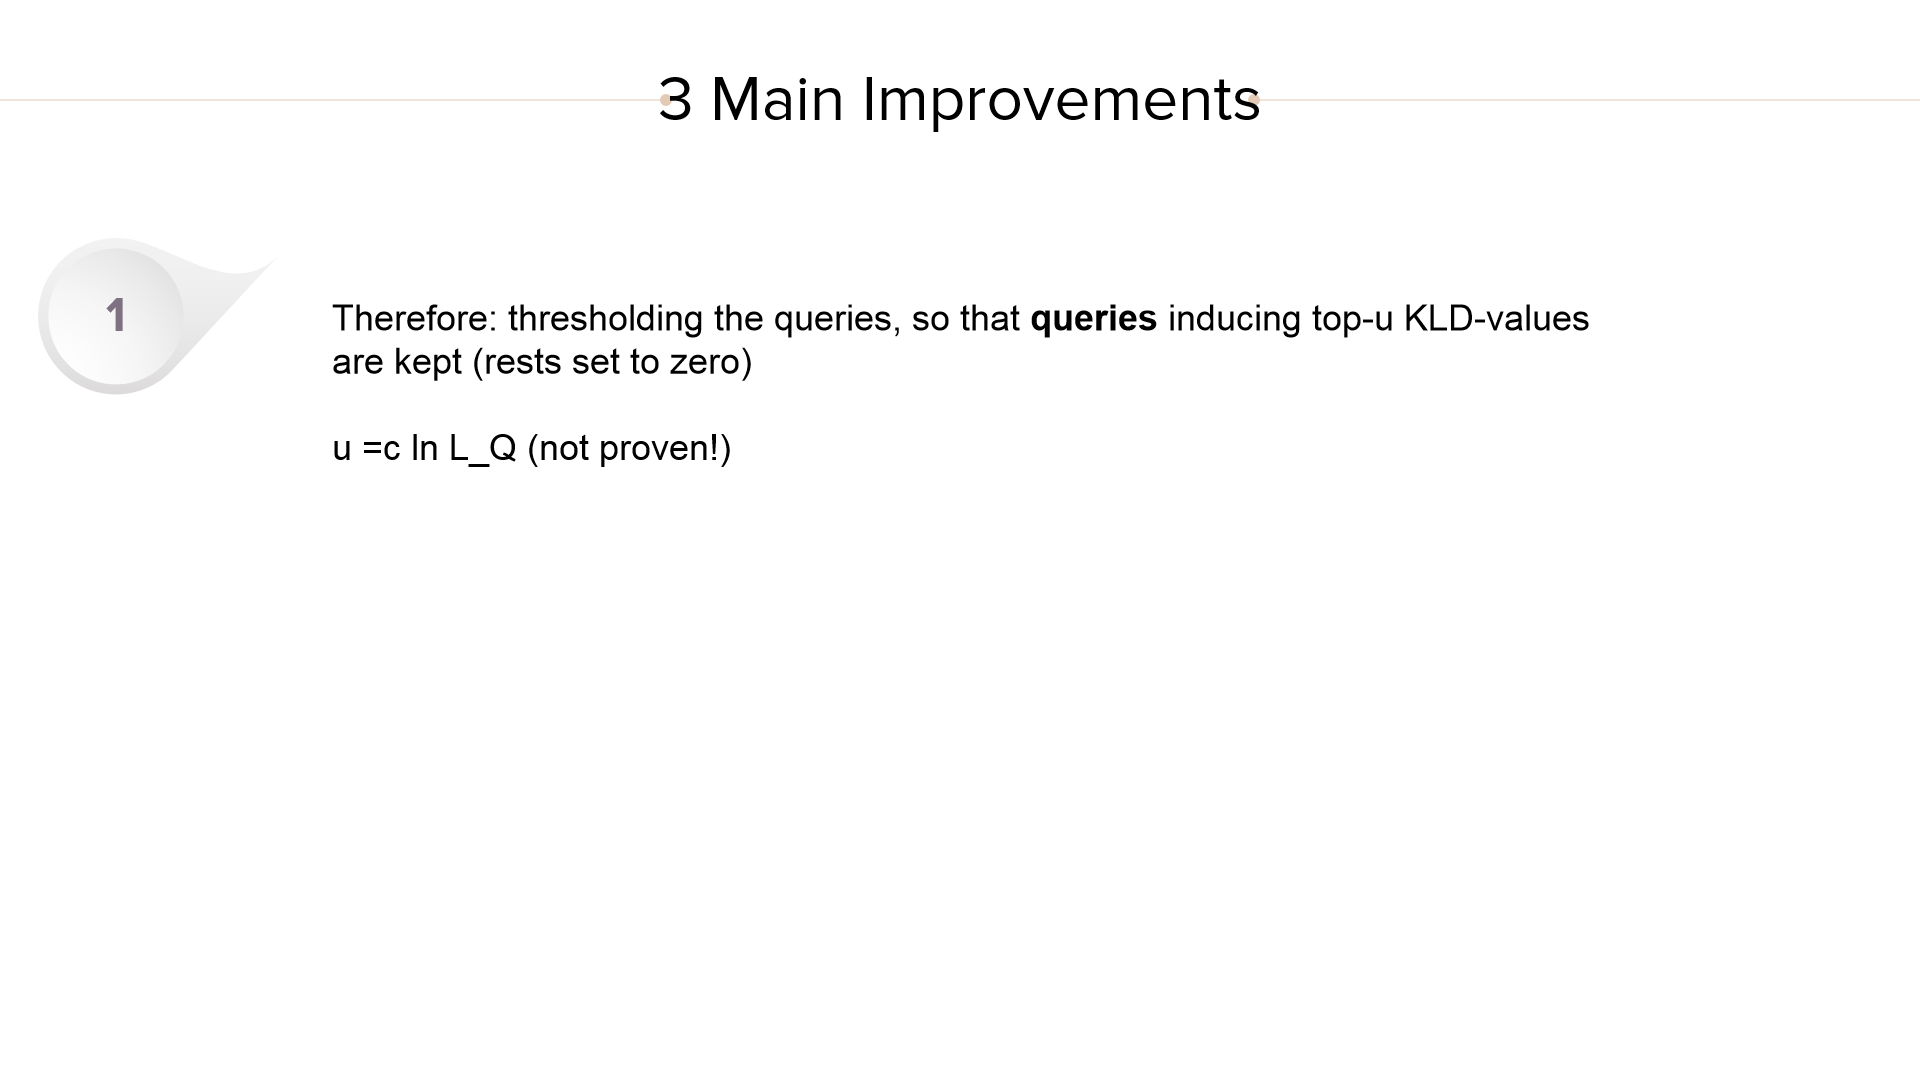 3 Main Improvements
1
Therefore: thresholding the queries, so that queries inducing top-u KLD-values
are kept (rests set to zero)
u =c ln L_Q (not proven!)